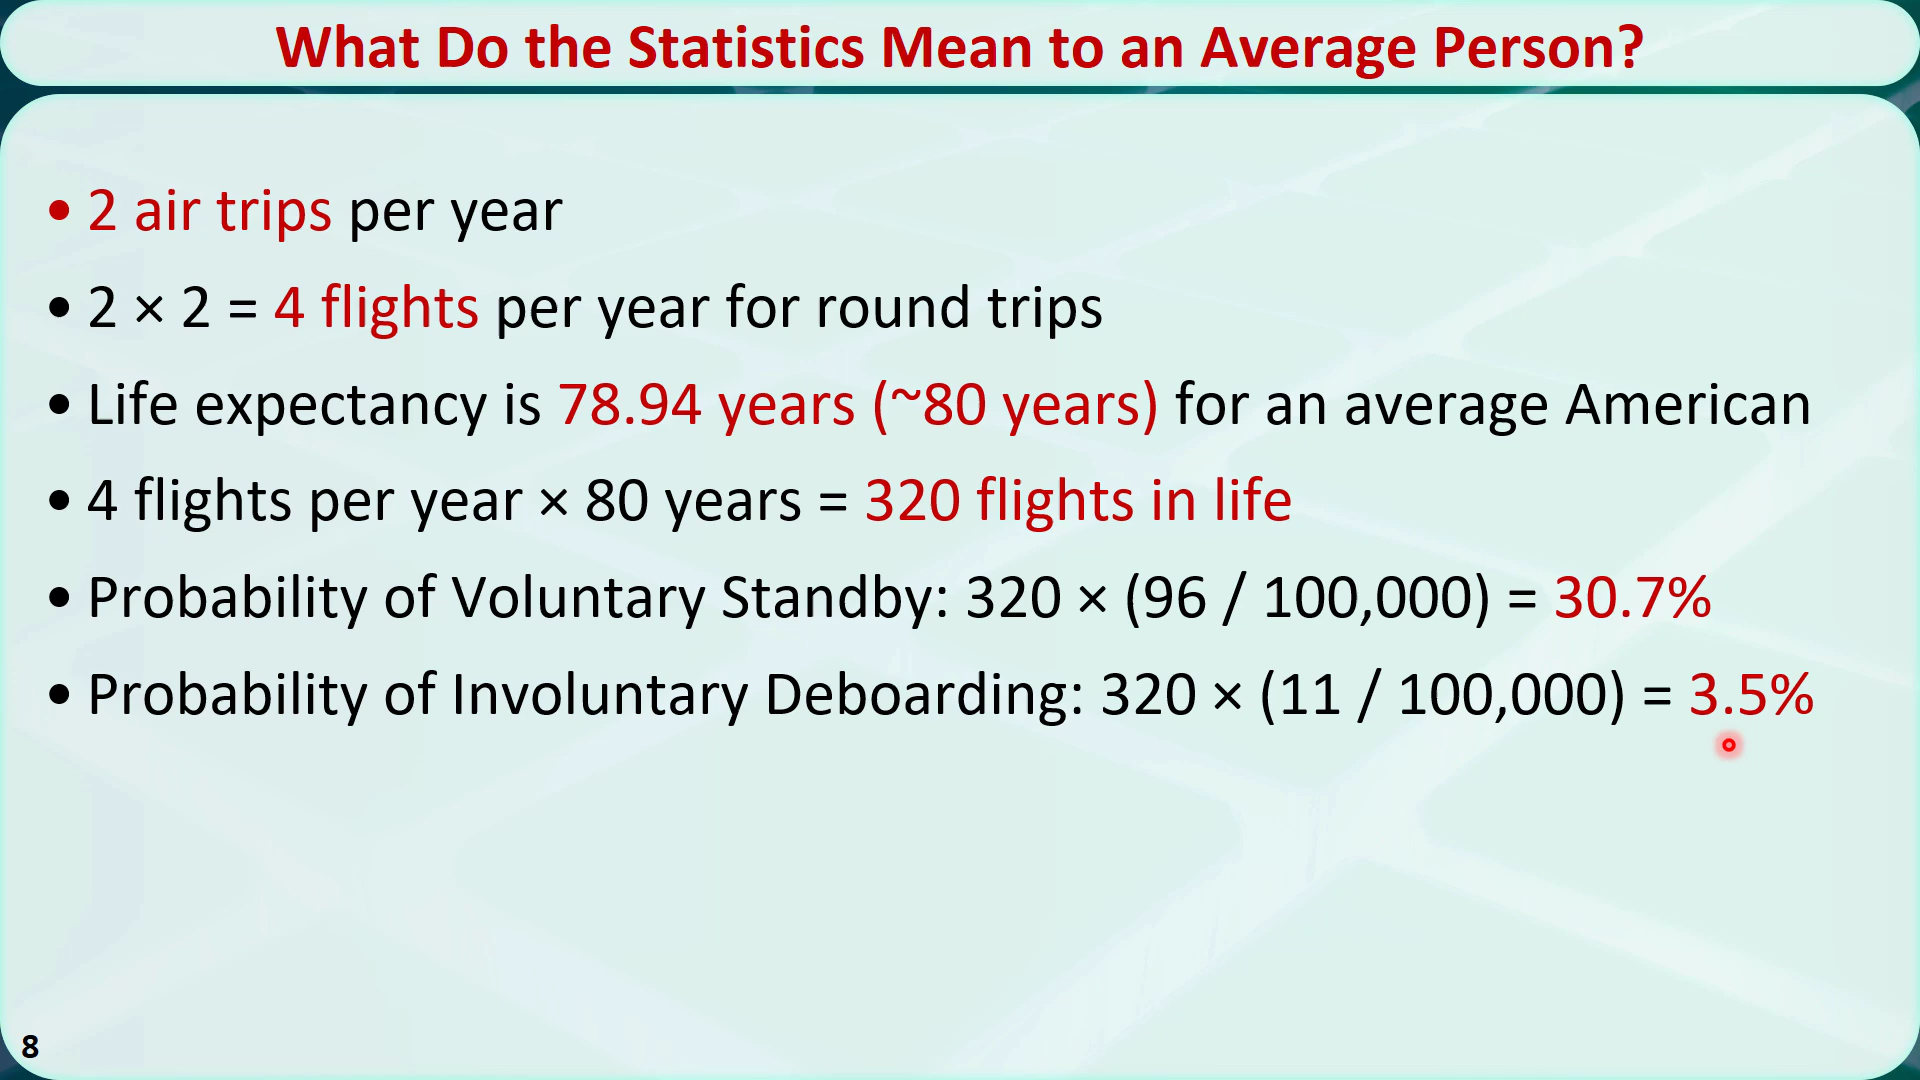 What Do the Statistics Mean to an Average Person?
• 2 air trips per year
• 2 × 2 = 4 flights per year for round trips
• Life expectancy is 78.94 years (~80 years) for an average American
• 4 flights per year × 80 years = 320 flights in life
• Probability of Voluntary Standby: 320 × (96 / 100,000) = 30.7%
• Probability of Involuntary Deboarding: 320 × (11 / 100,000) = 3.5%
8